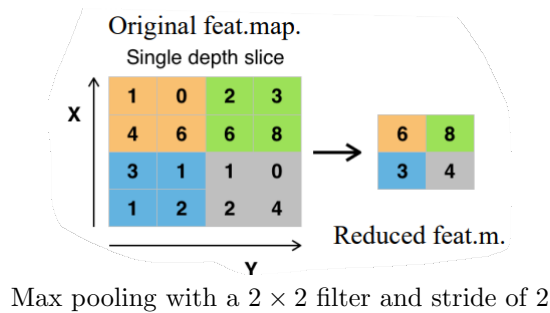 Original feat.map.
Single depth slice
X
1 0 2 3
4 6 6 8
3 1 1 0
1 2 2 4
6 8
3 4
Reduced feat.m.
Y
Max pooling with a 2 × 2 filter and stride of 2